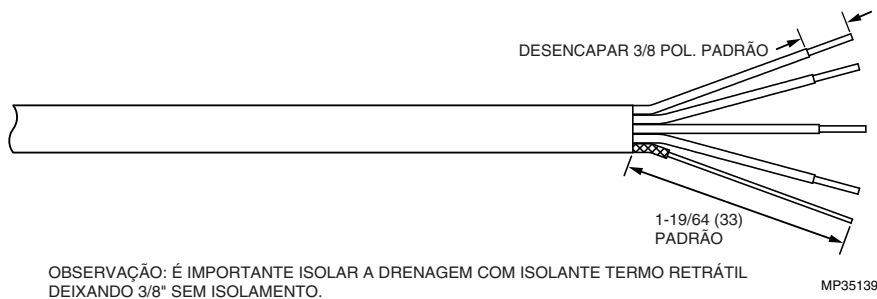 DESENCAPAR 3/8 POL. PADRÃO
1-19/64 (33)
PADRÃO
OBSERVAÇÃO: É IMPORTANTE ISOLAR A DRENAGEM COM ISOLANTE TERMO RETRÁTIL
DEIXANDO 3/8" SEM ISOLAMENTO.
MP35139